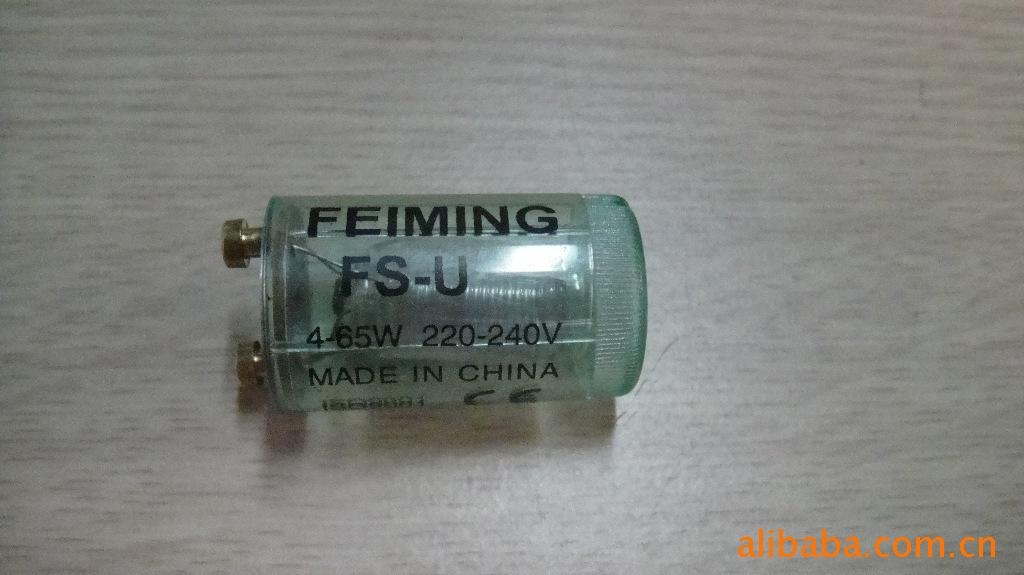 FEIMING
FS-U
4-65W 220-240V
MADE IN CHINA
CE
alibaba.com.cn